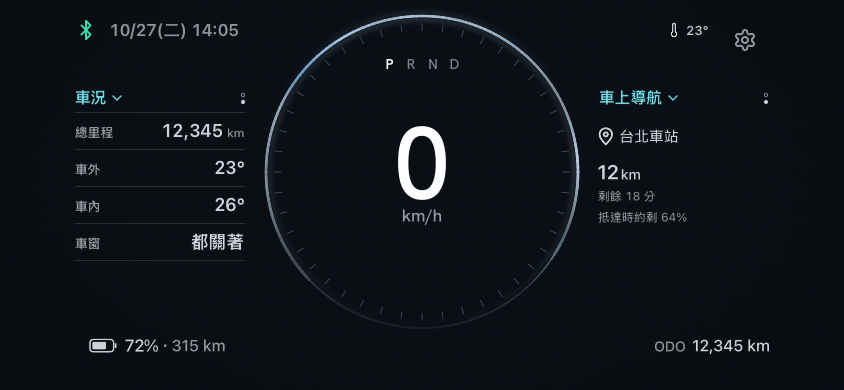 10/27(二) 14:05
23°
P R N D
車況
總里程 12,345 km
車外 23°
車內 26°
車窗 都關著
0
km/h
車上導航
台北車站
12 km
剩餘 18 分
抵達時約剩 64%
72% · 315 km
ODO 12,345 km